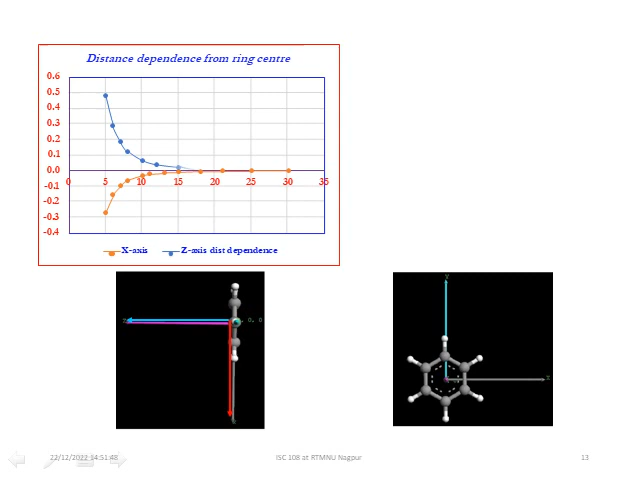 Distance dependence from ring centre
0.6
0.5
0.4
0.3
0.2
0.1
0.0
0 5 10 15 20 25 30 35
-0.1
-0.2
-0.3
-0.4
X-axis Z-axis dist dependence
Y
, 0, 0
X
22/12/2022 14:51:48 ISC 108 at RTMNU Nagpur 13